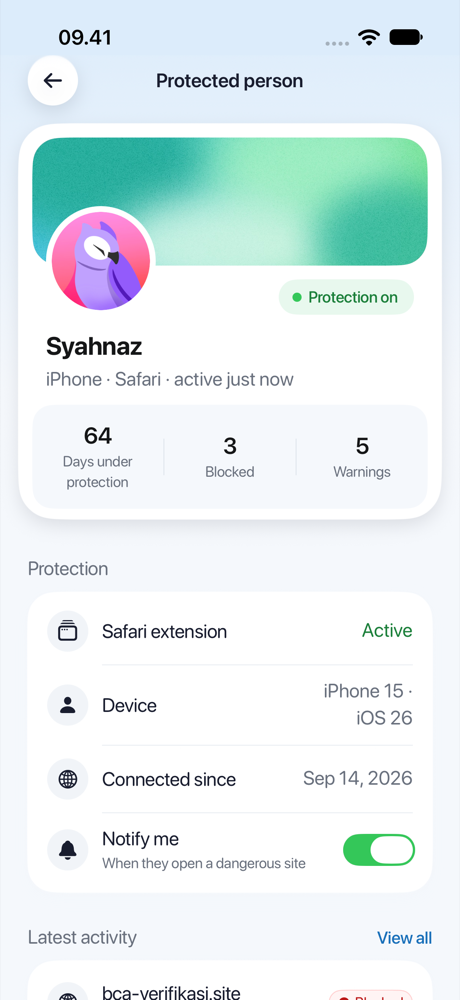 09.41
Protected person
Protection on
Syahnaz
iPhone · Safari · active just now
64
Days under
protection
3
Blocked
5
Warnings
Protection
Safari extension
Active
Device
iPhone 15 ·
iOS 26
Connected since
Sep 14, 2026
Notify me
When they open a dangerous site
Latest activity
View all
bca-verifikasi.site
Blocked